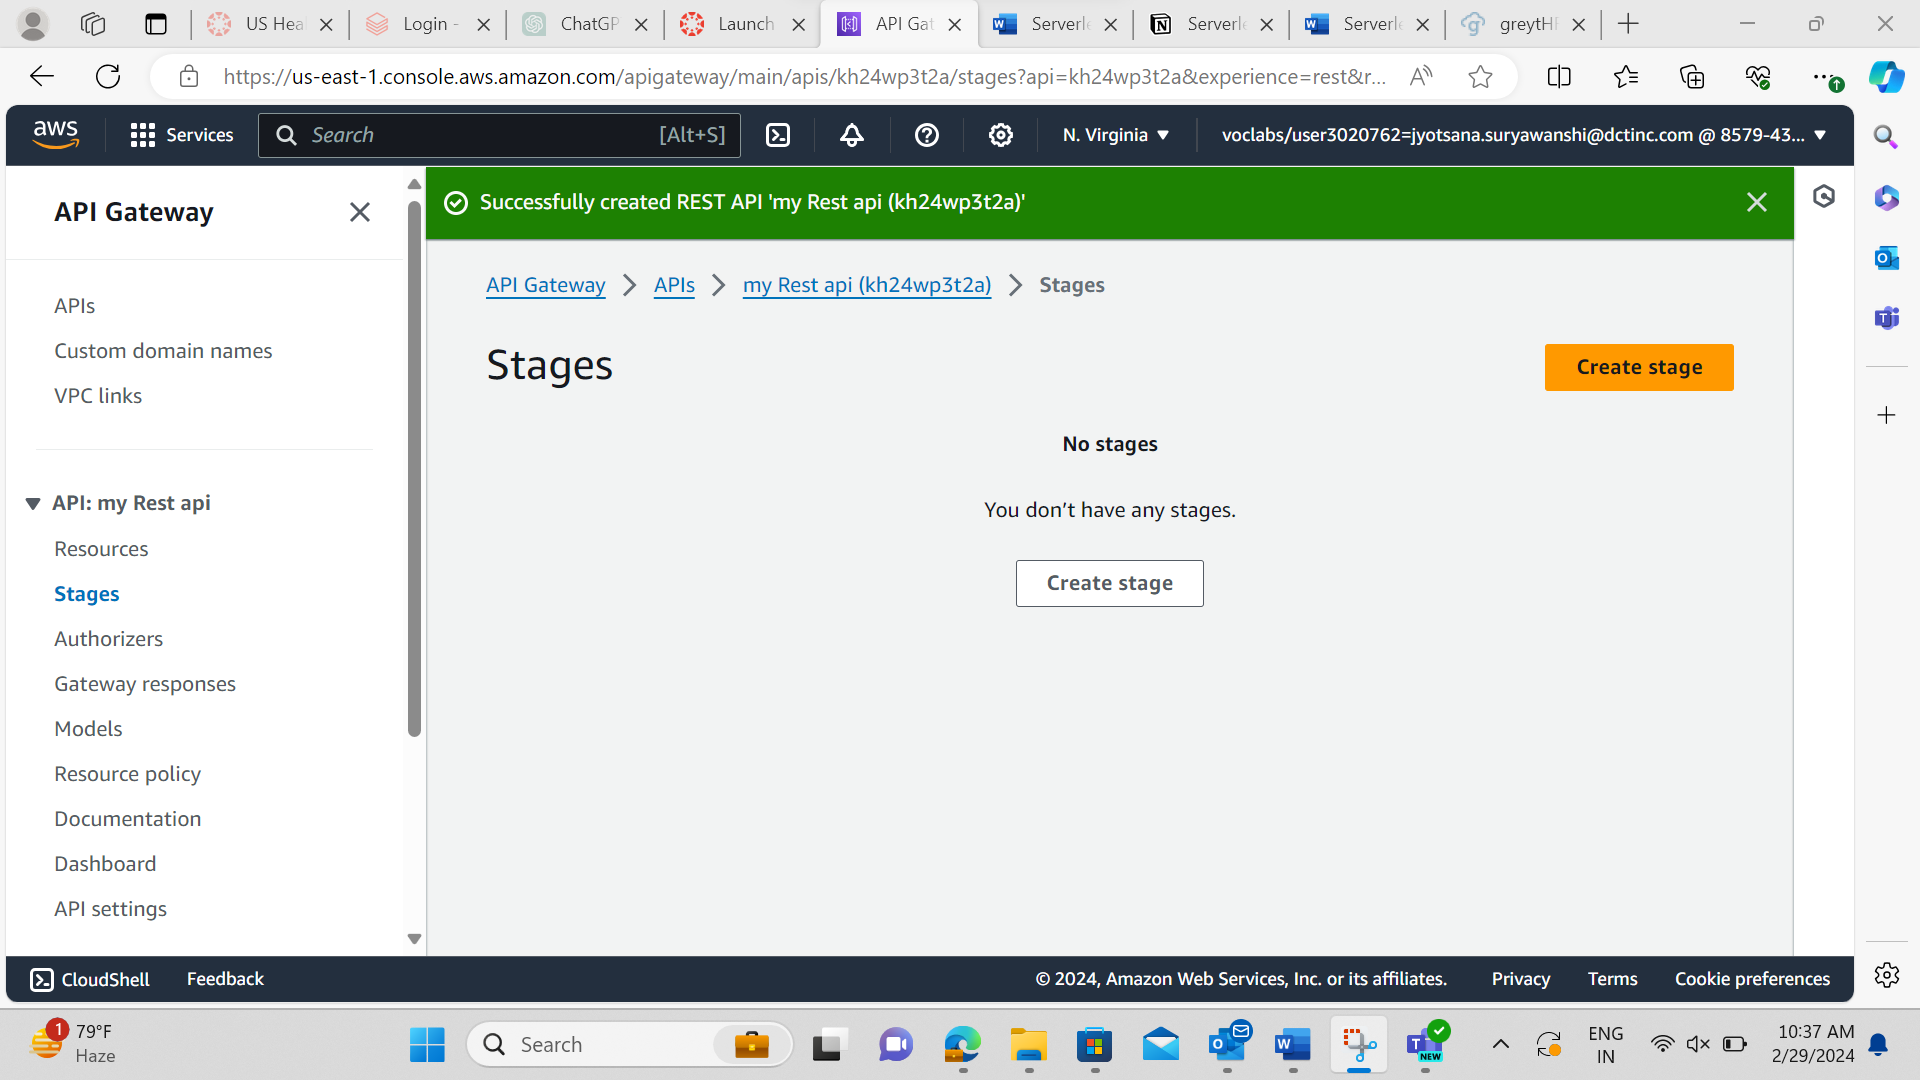 US Hea
Login -
ChatGP
Launch
API Gat
Serverle
Serverle
Serverle
greytHR
https://us-east-1.console.aws.amazon.com/apigateway/main/apis/kh24wp3t2a/stages?api=kh24wp3t2a&experience=rest&r...
aws
Services
Search
[Alt+S]
N. Virginia
voclabs/user3020762=jyotsana.suryawanshi@dctinc.com @ 8579-43...
API Gateway
APIs
Custom domain names
VPC links
API: my Rest api
Resources
Stages
Authorizers
Gateway responses
Models
Resource policy
Documentation
Dashboard
API settings
Successfully created REST API 'my Rest api (kh24wp3t2a)'
API Gateway
APIs
my Rest api (kh24wp3t2a)
Stages
Stages
Create stage
No stages
You don’t have any stages.
Create stage
CloudShell
Feedback
© 2024, Amazon Web Services, Inc. or its affiliates.
Privacy
Terms
Cookie preferences
1
79°F
Haze
Search
NEW
ENG
IN
10:37 AM
2/29/2024